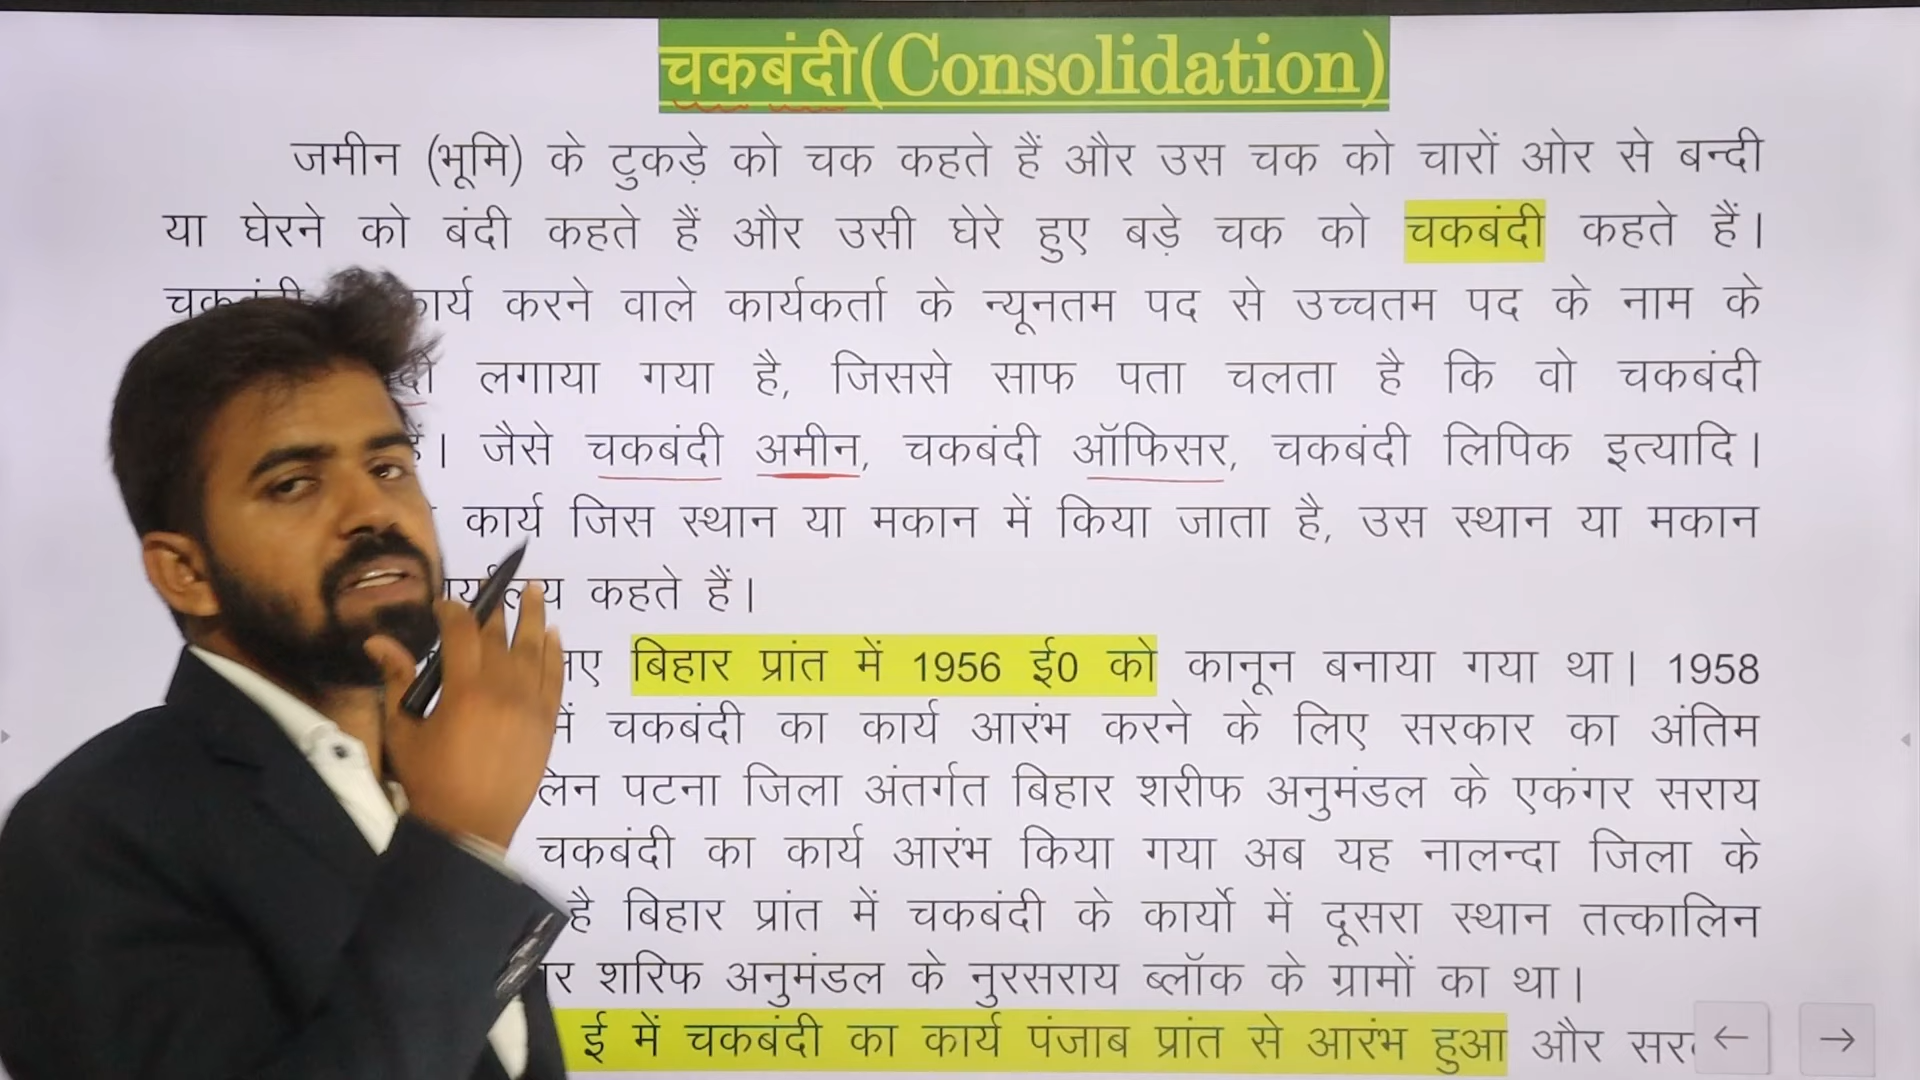 चकबंदी(Consolidation)
जमीन (भूमि) के टुकड़े को चक कहते हैं और उस चक को चारों ओर से बन्दी
या घेरने को बंदी कहते हैं और उसी घेरे हुए बड़े चक को चकबंदी कहते हैं।
कार्य करने वाले कार्यकर्ता के न्यूनतम पद से उच्चतम पद के नाम के
लगाया गया है, जिससे साफ पता चलता है कि वो चकबंदी
। जैसे चकबंदी अमीन, चकबंदी ऑफिसर, चकबंदी लिपिक इत्यादि।
कार्य जिस स्थान या मकान में किया जाता है, उस स्थान या मकान
कहते हैं।
बिहार प्रांत में 1956 ई0 को कानून बनाया गया था। 1958
में चकबंदी का कार्य आरंभ करने के लिए सरकार का अंतिम
पटना जिला अंतर्गत बिहार शरीफ अनुमंडल के एकंगर सराय
चकबंदी का कार्य आरंभ किया गया अब यह नालन्दा जिला के
है बिहार प्रांत में चकबंदी के कार्यो में दूसरा स्थान तत्कालिन
शरिफ अनुमंडल के नुरसराय ब्लॉक के ग्रामों का था।
ई में चकबंदी का कार्य पंजाब प्रांत से आरंभ हुआ और